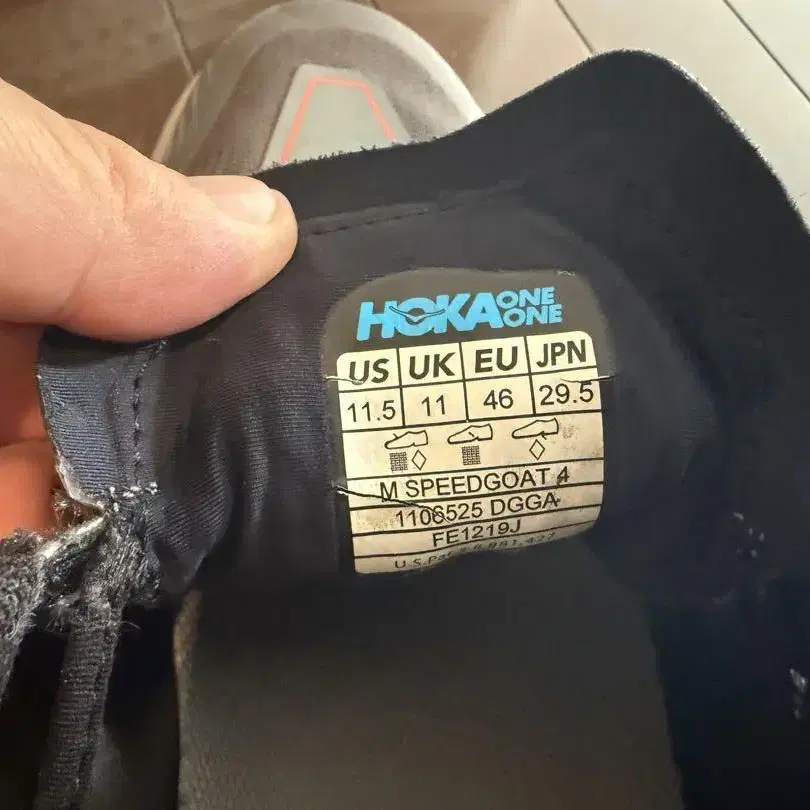 HOKA ONE ONE
US UK EU JPN
11.5 11 46 29.5
M SPEEDGOAT 4
1106525 DGGA
FE1219J